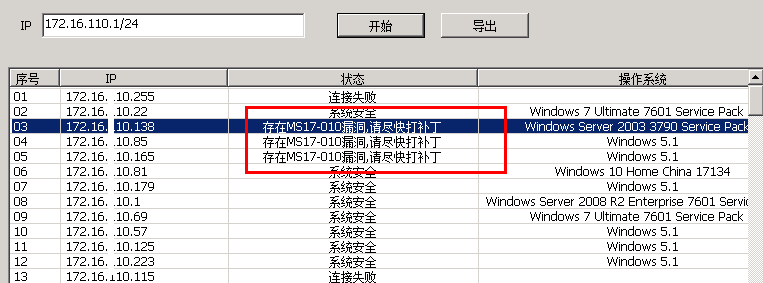 IP 172.16.110.1/24 开始 导出
序号 IP 状态 操作系统
01 172.16. 10.255 连接失败
02 172.16. 10.22 系统安全 Windows 7 Ultimate 7601 Service Pack
03 172.16. 10.138 存在MS17-010漏洞,请尽快打补丁 Windows Server 2003 3790 Service Pack
04 172.16. 10.85 存在MS17-010漏洞,请尽快打补丁 Windows 5.1
05 172.16. 10.165 存在MS17-010漏洞,请尽快打补丁 Windows 5.1
06 172.16. 10.81 系统安全 Windows 10 Home China 17134
07 172.16. 10.179 系统安全 Windows 5.1
08 172.16. 10.1 系统安全 Windows Server 2008 R2 Enterprise 7601 Servic
09 172.16. 10.69 系统安全 Windows 7 Ultimate 7601 Service Pack
10 172.16. 10.57 系统安全 Windows 5.1
11 172.16. 10.125 系统安全 Windows 5.1
12 172.16. 10.223 系统安全 Windows 5.1
13 172.16. 10.115 连接失败